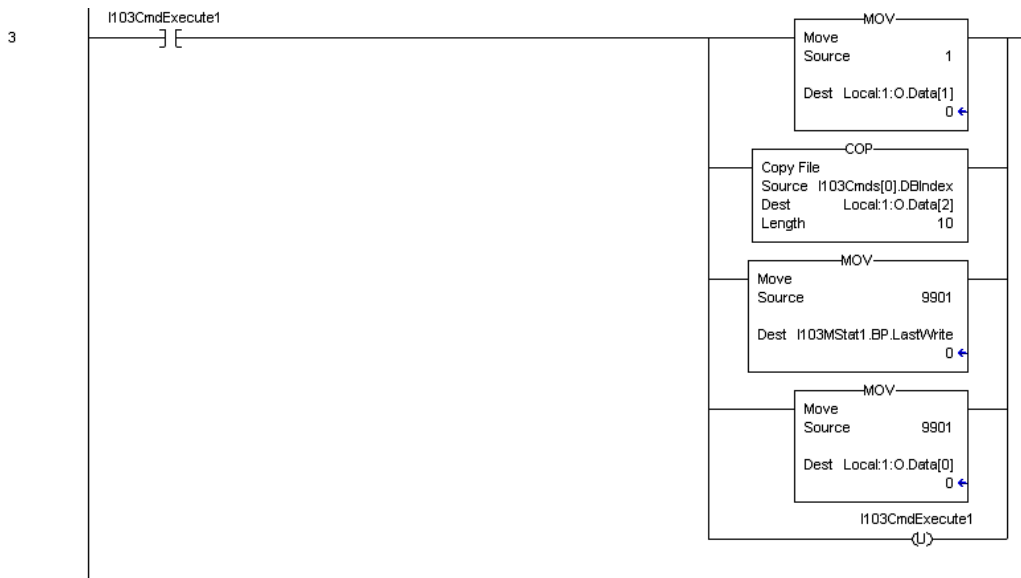 I103CmdExecute1
3
MOV
Move
Source 1
Dest Local:1:O.Data[1]
0
COP
Copy File
Source I103Cmds[0].DBIndex
Dest Local:1:O.Data[2]
Length 10
MOV
Move
Source 9901
Dest I103MStat1.BP.LastWrite
0
MOV
Move
Source 9901
Dest Local:1:O.Data[0]
0
I103CmdExecute1
U